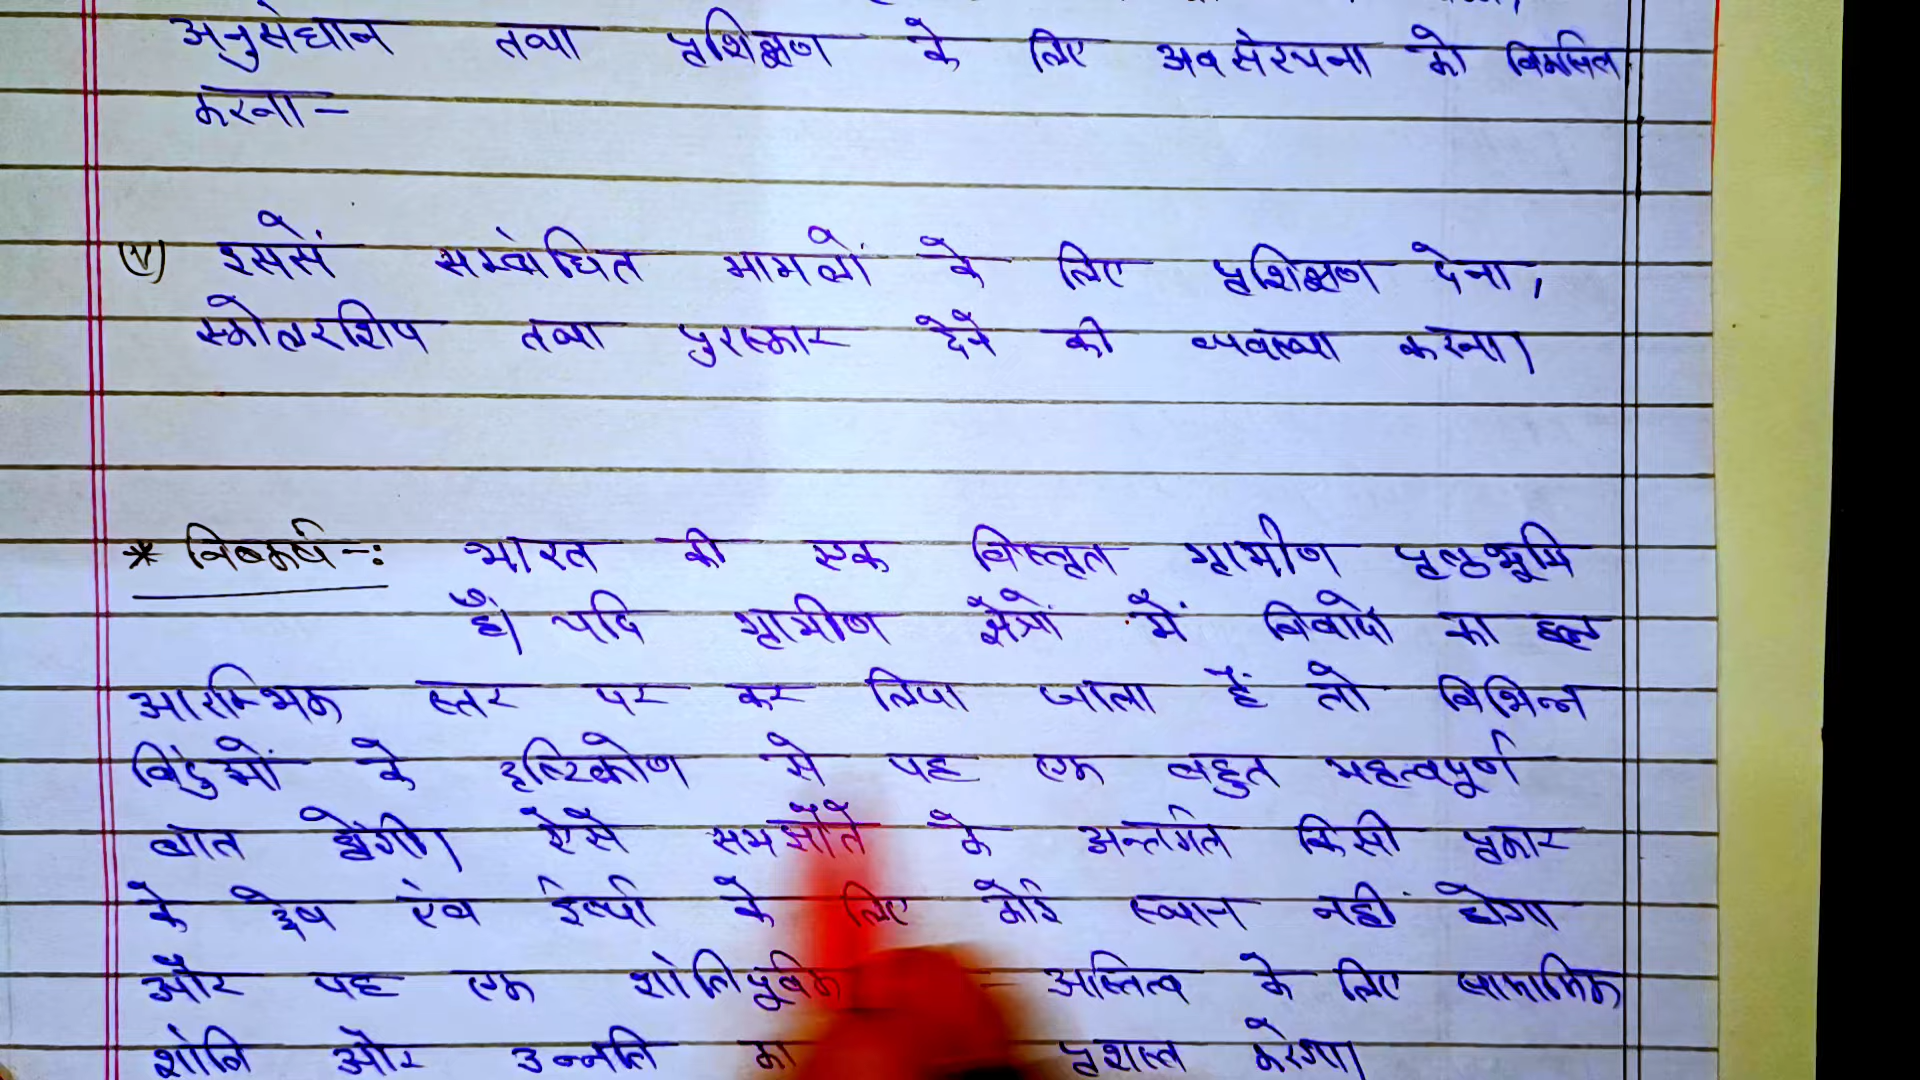 अनुसंधान तथा प्रशिक्षण के लिए अवसंरचना को विकसित
करना –
(V) इससें सम्बंधित मामलों के लिए प्रशिक्षण देना,
स्कोलरशिप तथा पुरस्कार देने की व्यवस्था करना।
* निष्कर्ष -: भारत की एक विस्तृत ग्रामीण पृष्ठभूमि
है। यदि ग्रामीण क्षेत्रों में विवादों का हल
आरम्भिक स्तर पर कर लिया जाता हैं तो विभिन्न
बिंदुओं के दृष्टिकोण से यह एक बहुत महत्वपूर्ण
बात होगी। ऐसे समझौते के अन्तर्गत किसी प्रकार
के द्वेष एंव ईर्ष्या के लिए कोई स्थान नहीं होगा
और यह एक शांतिपूर्वक अस्तित्व के लिए सामाजिक
शांति और उन्नति का प्रशस्त करेगा।